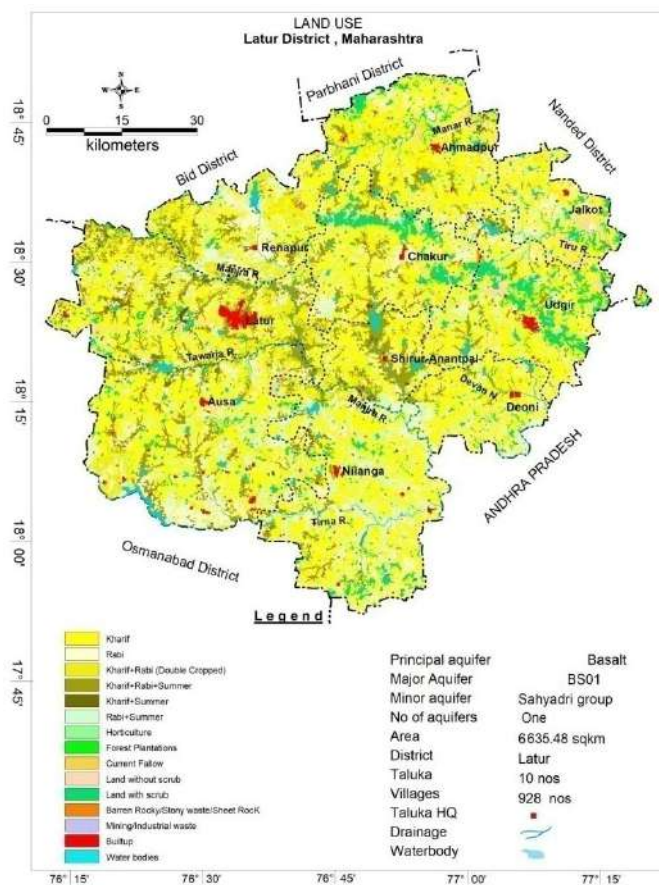 LAND USE
Latur District , Maharashtra
N
W E
S
0 15 30
kilometers
Parbhani District
Nanded District
Bid District
Osmanabad District
ANDHRA PRADESH
Manar R.
Ahmadpur
Jalkot
Tiru R.
Renapur
Chakur
Manjra R.
Udgir
Latur
Tawarja R.
Shirur-Anantpal
Devan N.
Deoni
Ausa
Manjra R.
Nilanga
Tirna R.
18° 45'
18° 30'
18° 15'
18° 00'
17° 45'
Legend
Kharif
Rabi
Kharif+Rabi (Double Cropped)
Kharif+Rabi+Summer
Kharif+Summer
Rabi+Summer
Horticulture
Forest Plantations
Current Fallow
Land without scrub
Land with scrub
Barren Rocky/Stony waste/Sheet RocK
Mining/Industrial waste
Builtup
Water bodies
Principal aquifer Basalt
Major Aquifer BS01
Minor aquifer Sahyadri group
No of aquifers One
Area 6635.48 sqkm
District Latur
Taluka 10 nos
Villages 928 nos
Taluka HQ
Drainage
Waterbody
76° 15' 76° 30' 76° 45' 77° 00' 77° 15'